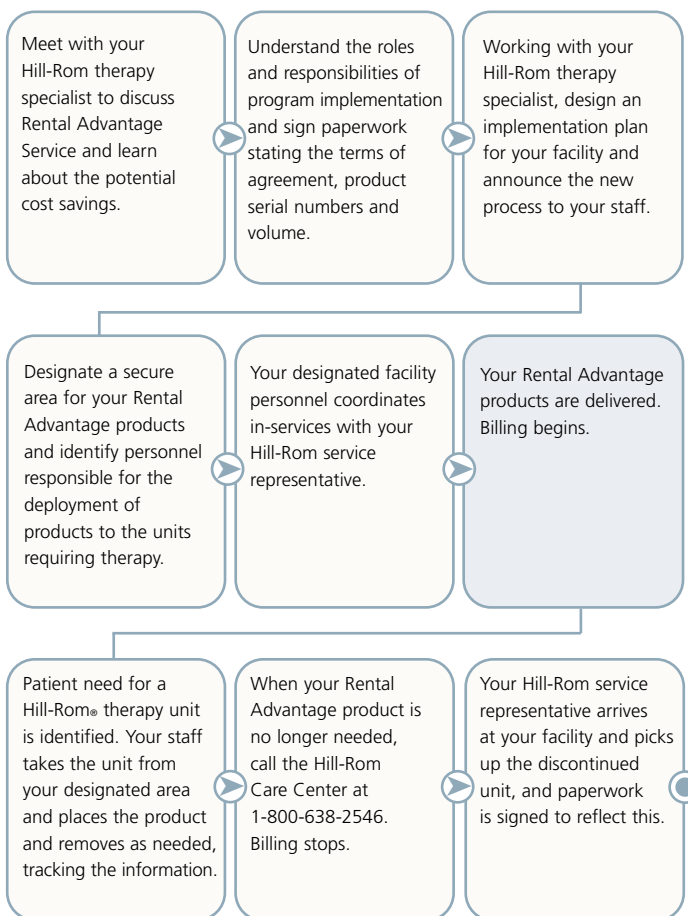 Meet with your
Hill-Rom therapy
specialist to discuss
Rental Advantage
Service and learn
about the potential
cost savings.
Understand the roles
and responsibilities of
program implementation
and sign paperwork
stating the terms of
agreement, product
serial numbers and
volume.
Working with your
Hill-Rom therapy
specialist, design an
implementation plan
for your facility and
announce the new
process to your staff.
Designate a secure
area for your Rental
Advantage products
and identify personnel
responsible for the
deployment of
products to the units
requiring therapy.
Your designated facility
personnel coordinates
in-services with your
Hill-Rom service
representative.
Your Rental Advantage
products are delivered.
Billing begins.
Patient need for a
Hill-Rom® therapy unit
is identified. Your staff
takes the unit from
your designated area
and places the product
and removes as needed,
tracking the information.
When your Rental
Advantage product is
no longer needed,
call the Hill-Rom
Care Center at
1-800-638-2546.
Billing stops.
Your Hill-Rom service
representative arrives
at your facility and picks
up the discontinued
unit, and paperwork
is signed to reflect this.